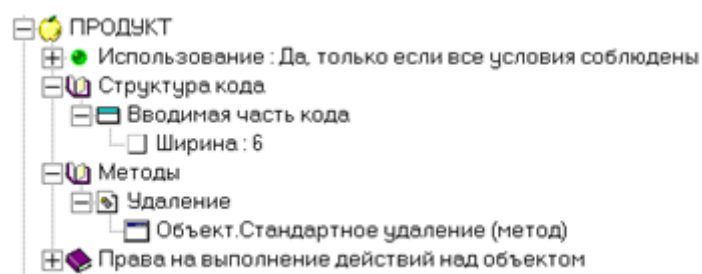 ПРОДУКТ
Использование : Да, только если все условия соблюдены
Структура кода
Вводимая часть кода
Ширина : 6
Методы
Удаление
Объект.Стандартное удаление (метод)
Права на выполнение действий над объектом